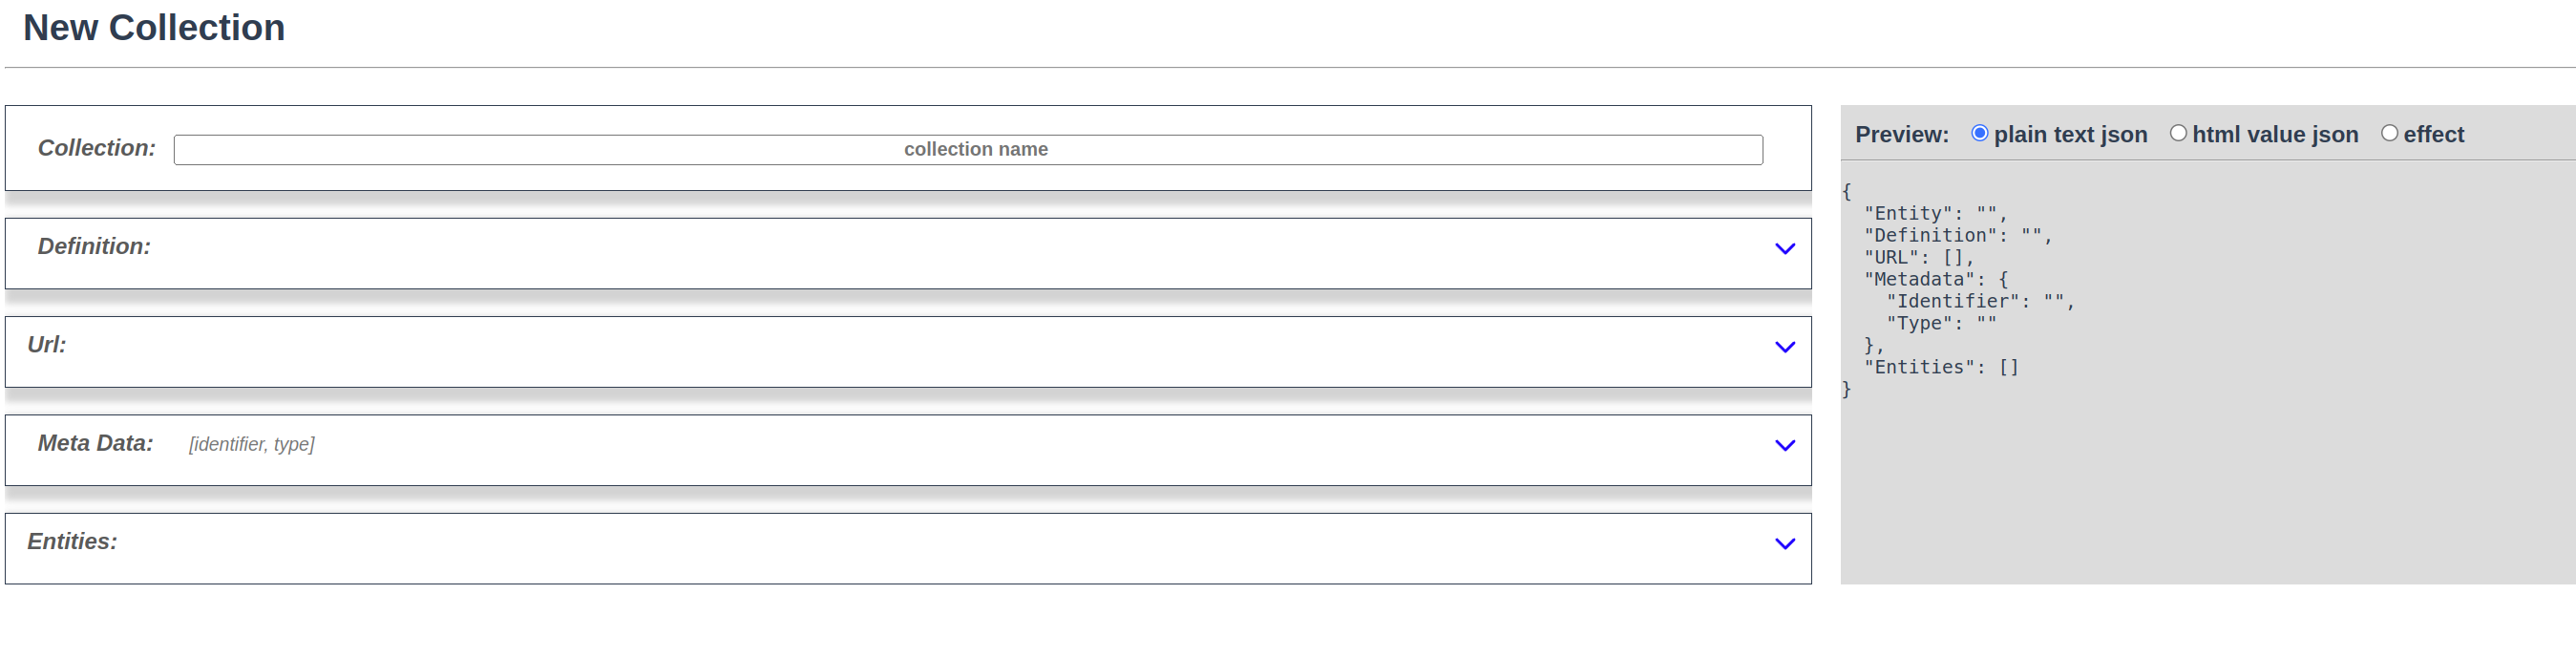 New Collection
Collection: collection name
Definition:
Url:
Meta Data: [identifier, type]
Entities:
Preview: plain text json html value json effect
{
  "Entity": "",
  "Definition": "",
  "URL": [],
  "Metadata": {
    "Identifier": "",
    "Type": ""
  },
  "Entities": []
}